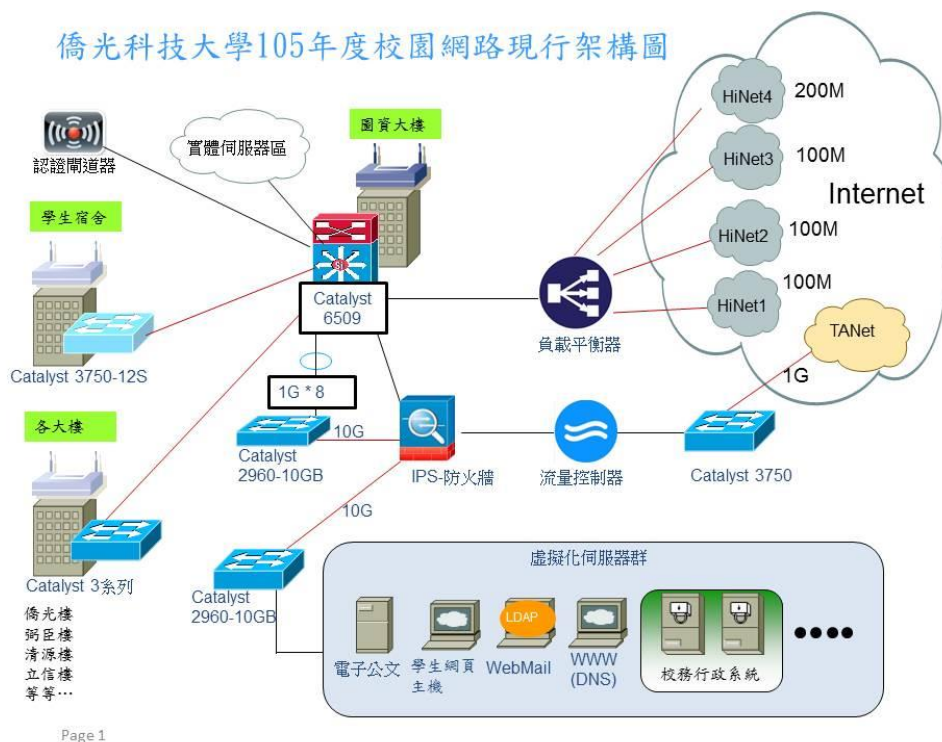 僑光科技大學105年度校園網路現行架構圖
認證閘道器
實體伺服器區
圖資大樓
HiNet4
200M
HiNet3
100M
Internet
HiNet2
100M
HiNet1
100M
TANet
1G
學生宿舍
Catalyst 3750-12S
Catalyst
6509
負載平衡器
1G * 8
各大樓
Catalyst
2960-10GB
10G
IPS-防火牆
流量控制器
Catalyst 3750
10G
Catalyst 3系列
僑光樓
弼臣樓
清源樓
立信樓
等等…
Catalyst
2960-10GB
虛擬化伺服器群
電子公文
學生網頁
主機
LDAP
WebMail
WWW
(DNS)
校務行政系統
Page 1